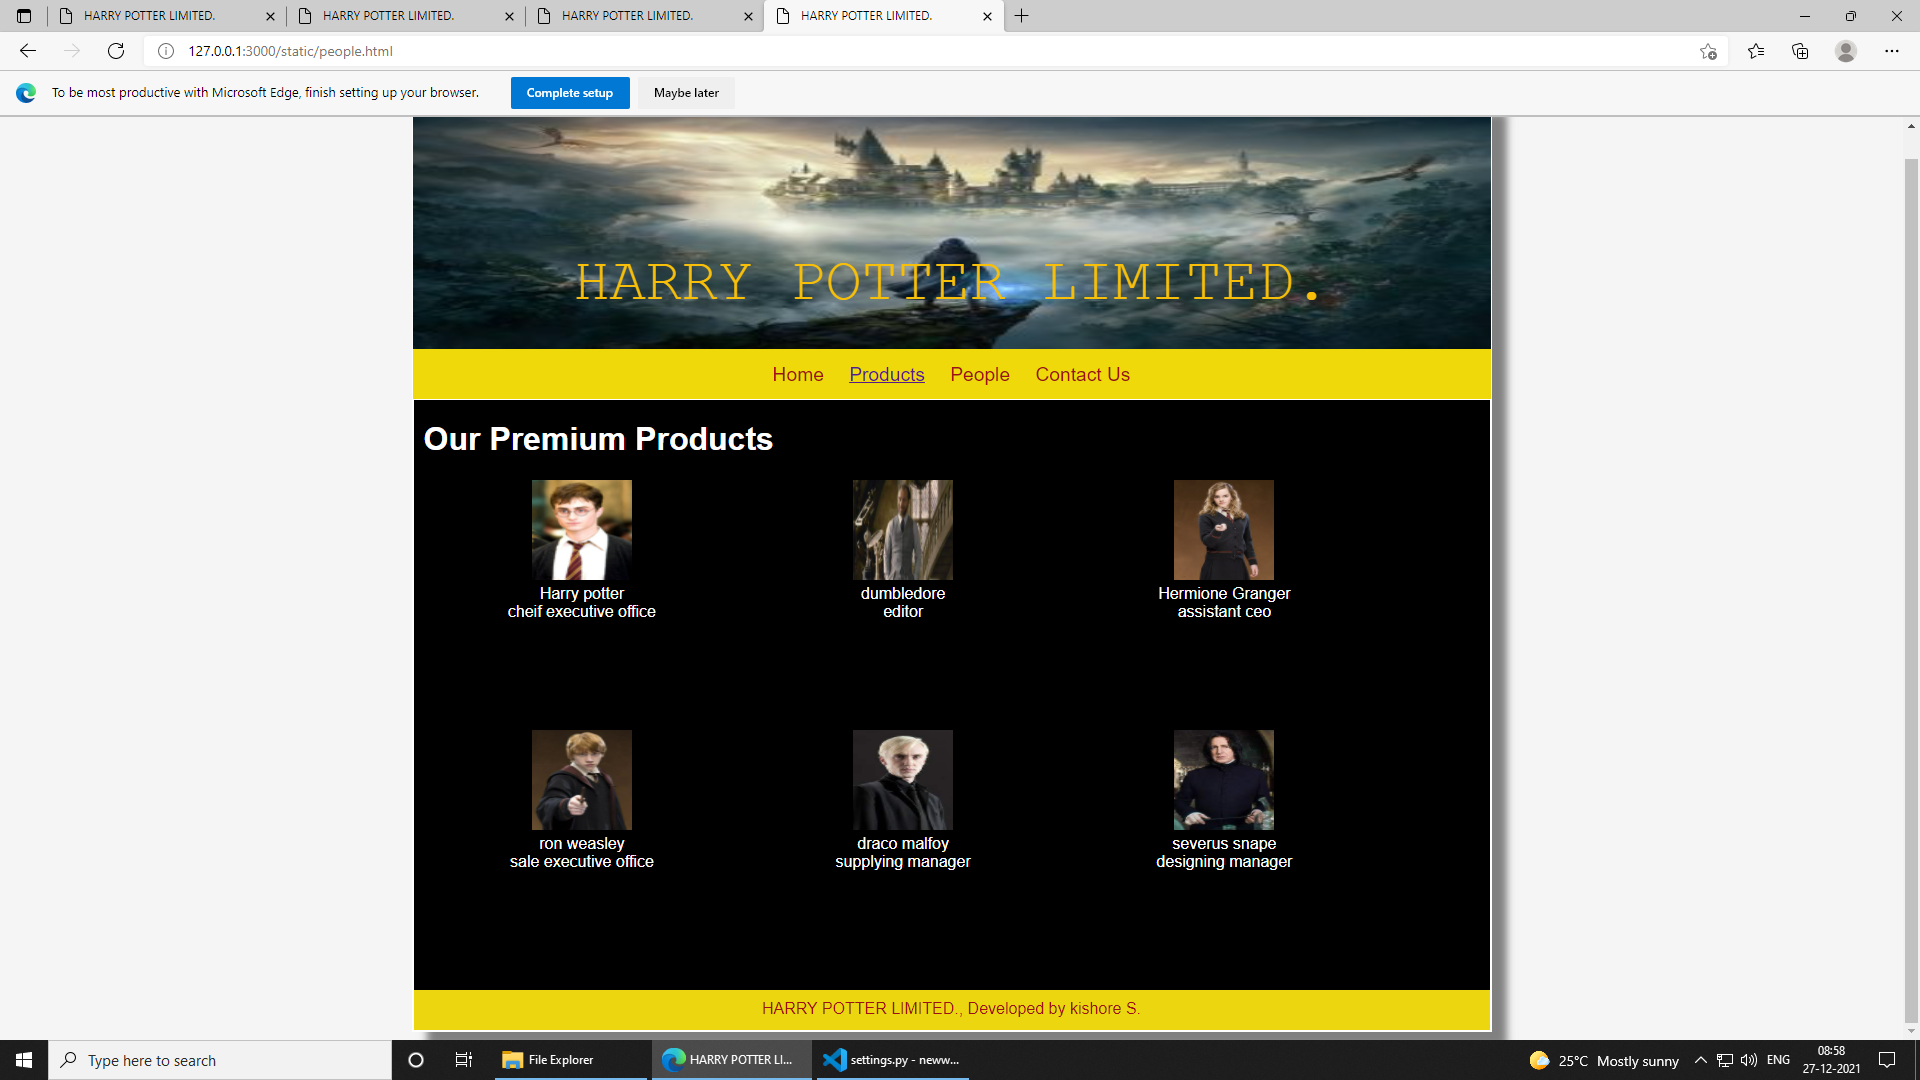 HARRY POTTER LIMITED.
HARRY POTTER LIMITED.
HARRY POTTER LIMITED.
HARRY POTTER LIMITED.
127.0.0.1:3000/static/people.html
To be most productive with Microsoft Edge, finish setting up your browser.
Complete setup
Maybe later
HARRY POTTER LIMITED.
Home Products People Contact Us
Our Premium Products
Harry potter
cheif executive office
dumbledore
editor
Hermione Granger
assistant ceo
ron weasley
sale executive office
draco malfoy
supplying manager
severus snape
designing manager
HARRY POTTER LIMITED., Developed by kishore S.
Type here to search
File Explorer
HARRY POTTER LI...
settings.py - neww...
25°C Mostly sunny
ENG
08:58
27-12-2021